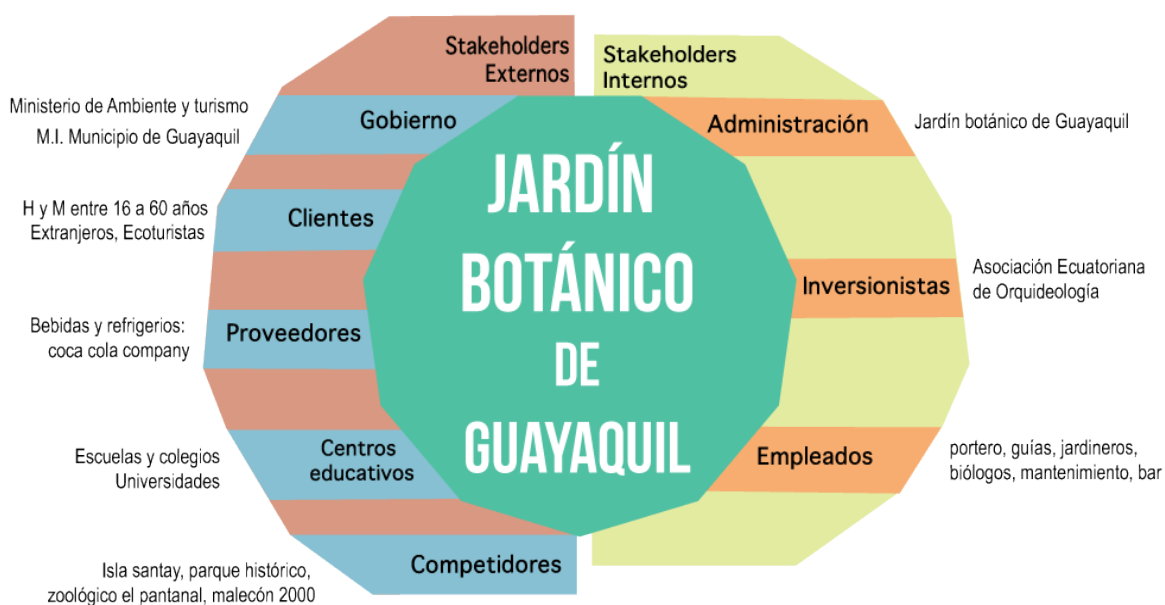 Stakeholders
Externos
Stakeholders
Internos
Ministerio de Ambiente y turismo
M.I. Municipio de Guayaquil
Gobierno
Administración
Jardín botánico de Guayaquil
JARDÍN
BOTÁNICO
DE
GUAYAQUIL
H y M entre 16 a 60 años
Extranjeros, Ecoturistas
Clientes
Inversionistas
Asociación Ecuatoriana
de Orquideología
Bebidas y refrigerios:
coca cola company
Proveedores
Escuelas y colegios
Universidades
Centros
educativos
Empleados
portero, guías, jardineros,
biólogos, mantenimiento, bar
Isla santay, parque histórico,
zoológico el pantanal, malecón 2000
Competidores